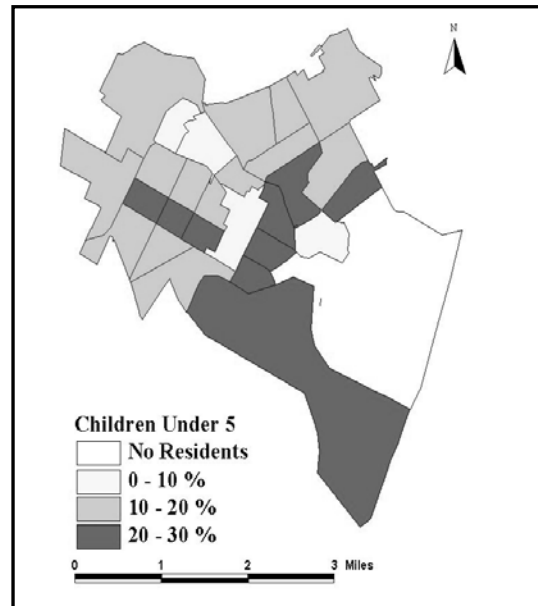 N
Children Under 5
No Residents
0 - 10 %
10 - 20 %
20 - 30 %
0 1 2 3 Miles